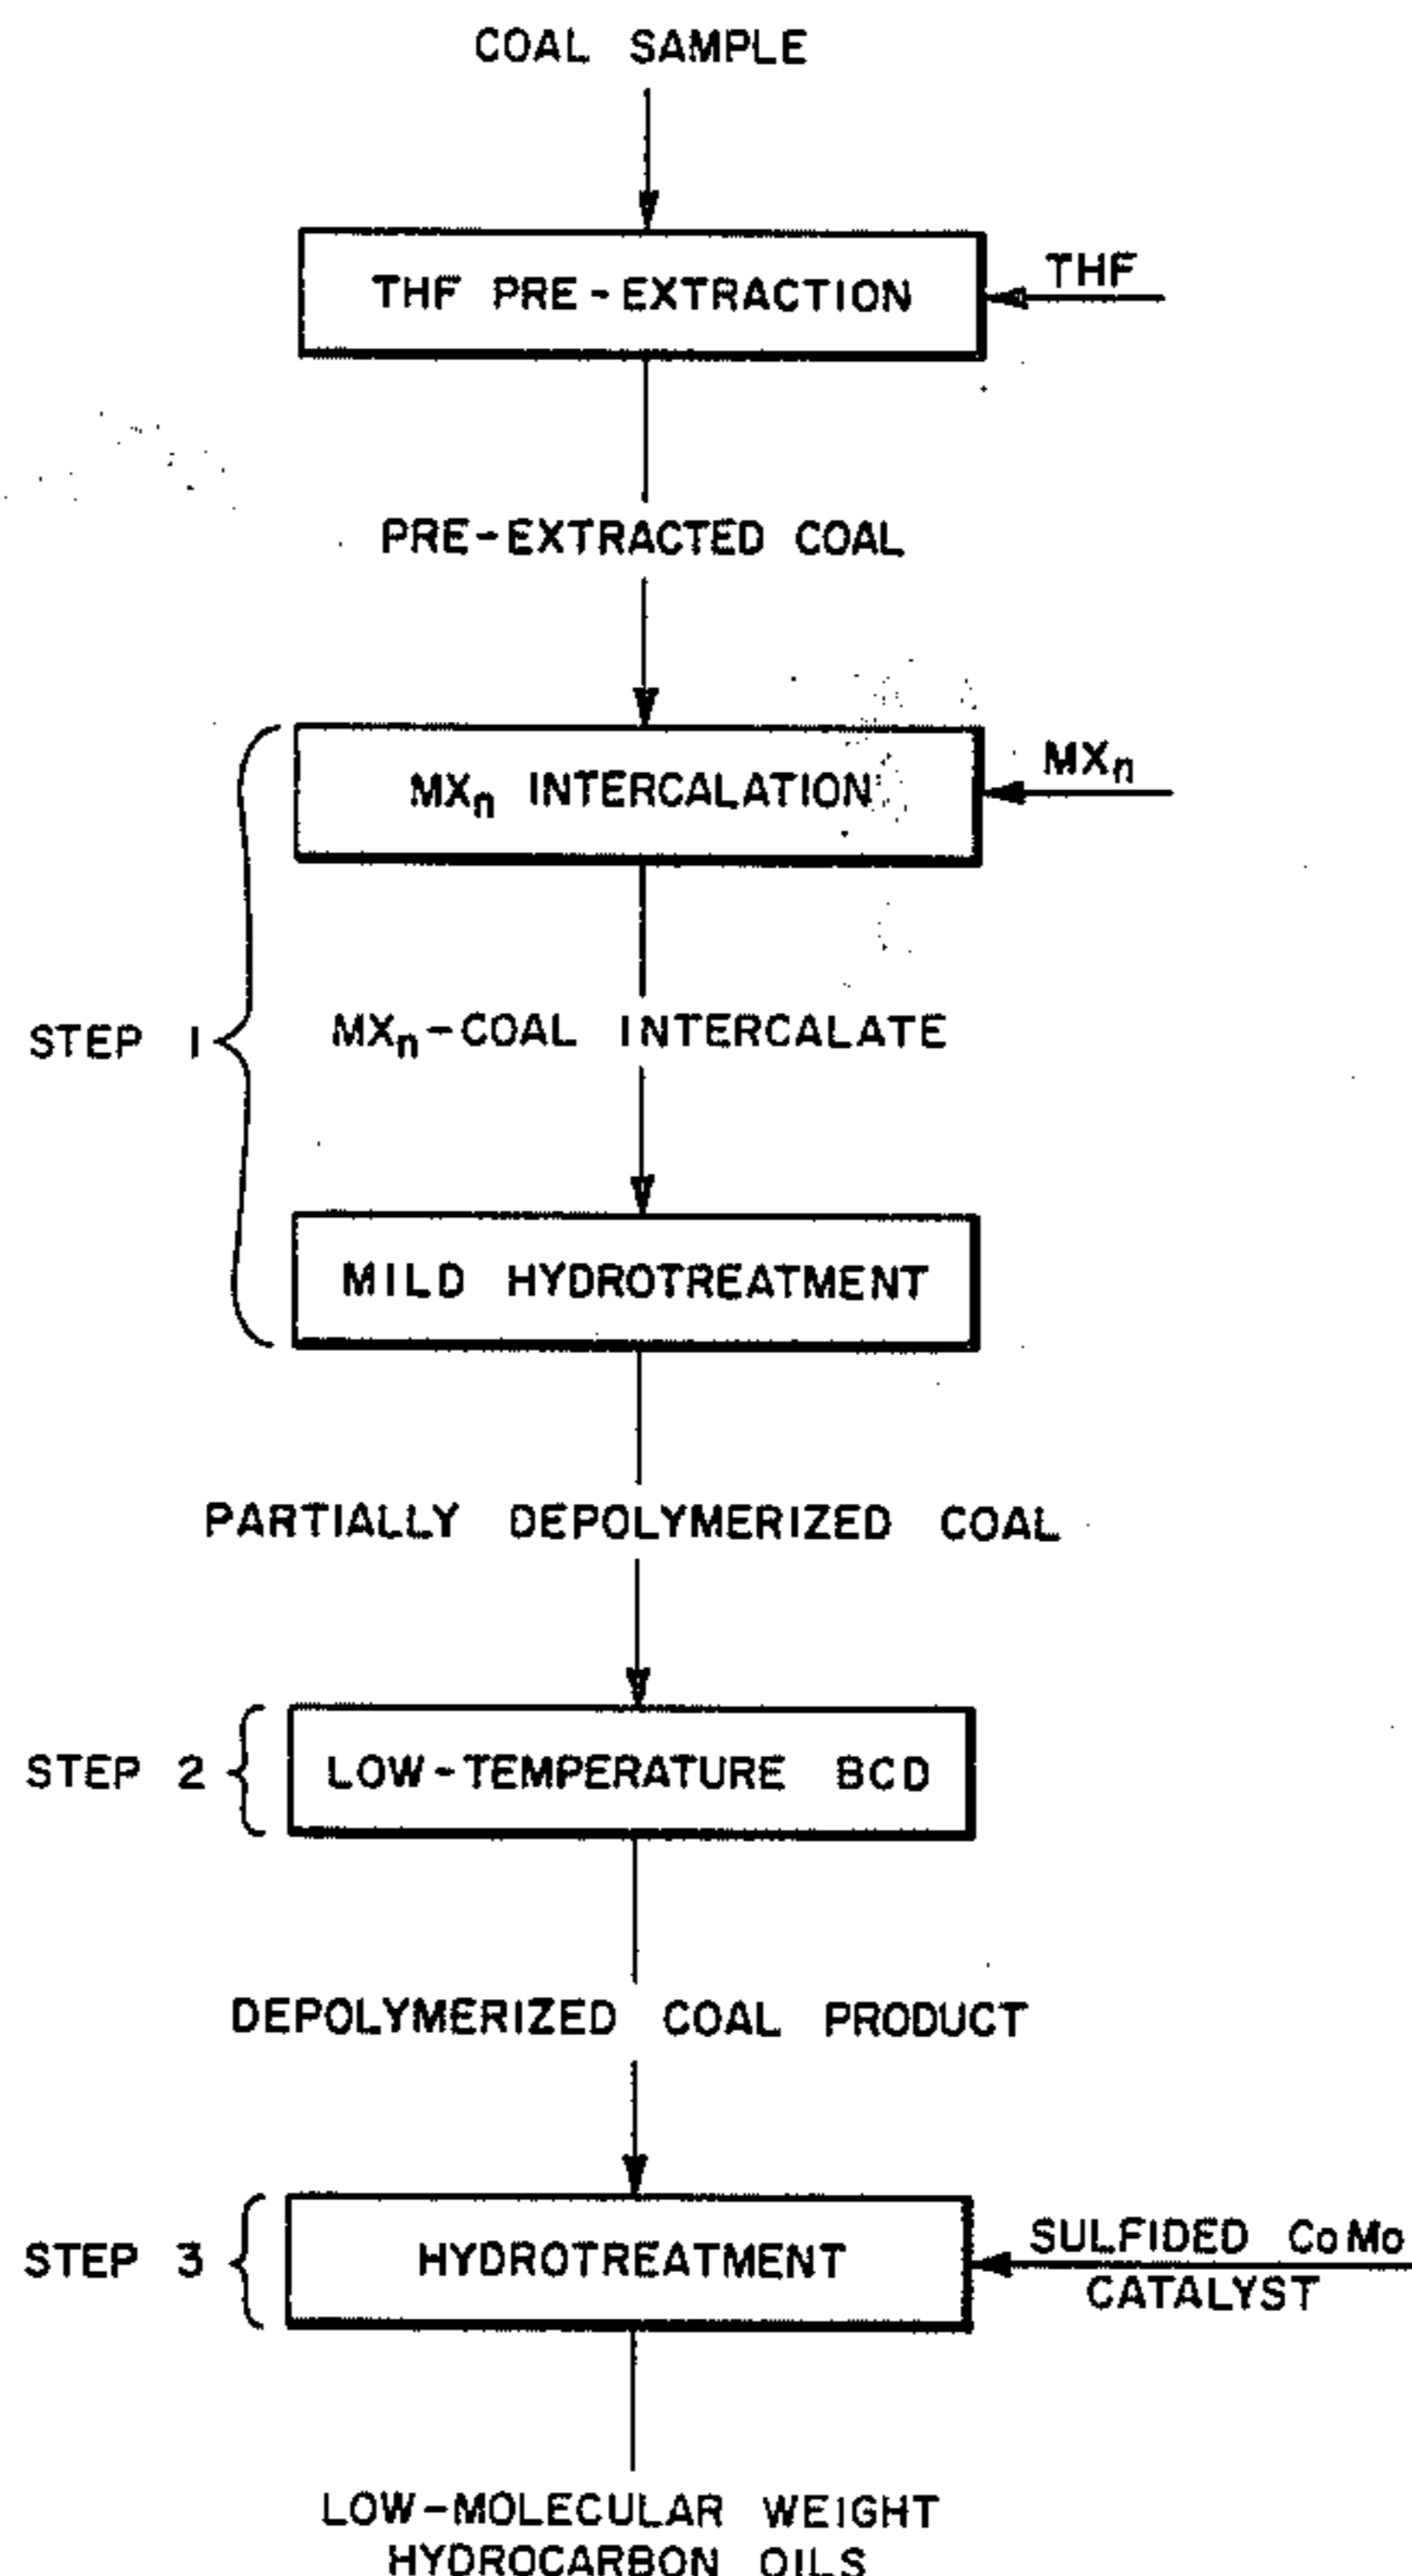 COAL SAMPLE
THF PRE-EXTRACTION
THF
PRE-EXTRACTED COAL
MXn INTERCALATION
MXn
STEP 1
MXn-COAL INTERCALATE
MILD HYDROTREATMENT
PARTIALLY DEPOLYMERIZED COAL
STEP 2
LOW-TEMPERATURE BCD
DEPOLYMERIZED COAL PRODUCT
STEP 3
HYDROTREATMENT
SULFIDED CoMo
CATALYST
LOW-MOLECULAR WEIGHT
HYDROCARBON OILS